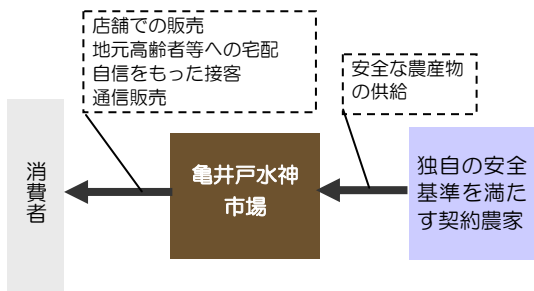 店舗での販売
地元高齢者等への宅配
自信をもった接客
通信販売
安全な農産物
の供給
消費者
亀井戸水神
市場
独自の安全
基準を満た
す契約農家